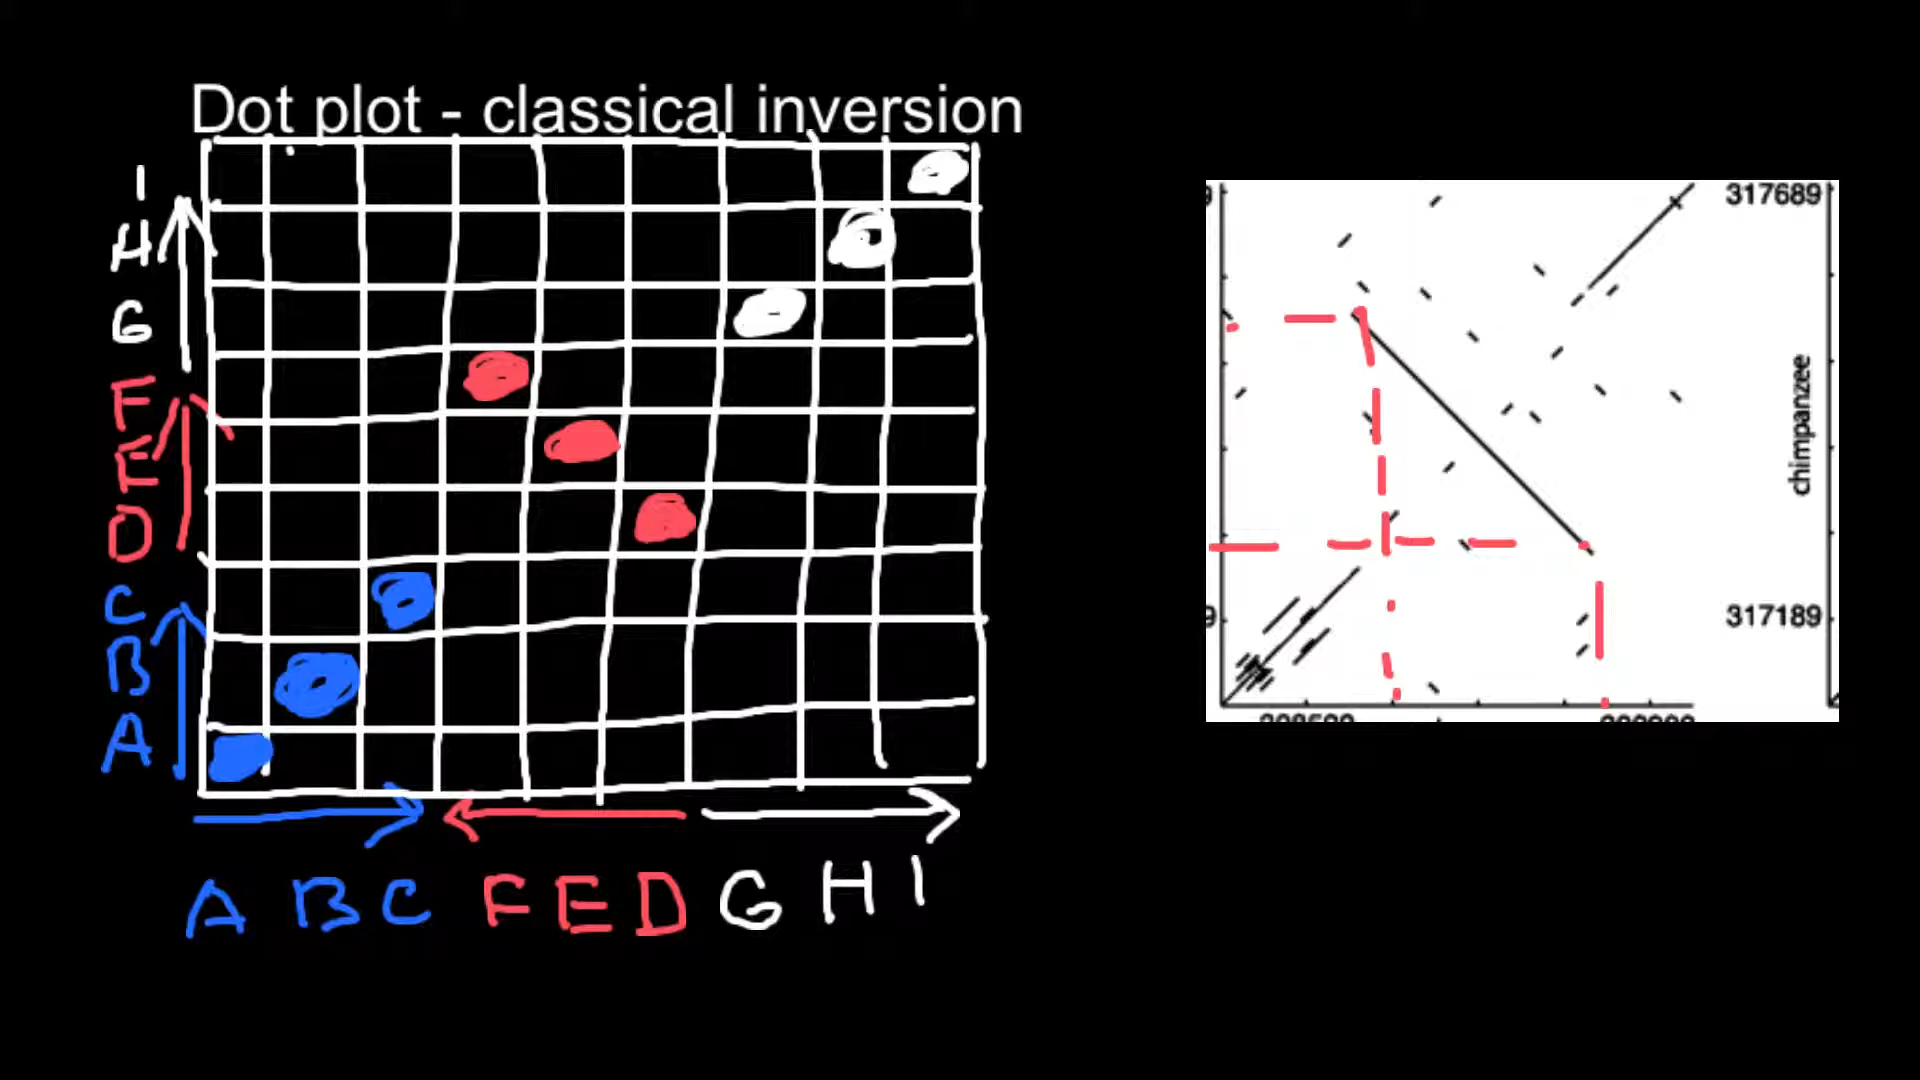 Dot plot - classical inversion
I
H
G
F
E
D
C
B
A
A B C F E D G H I
317689
chimpanzee
317189